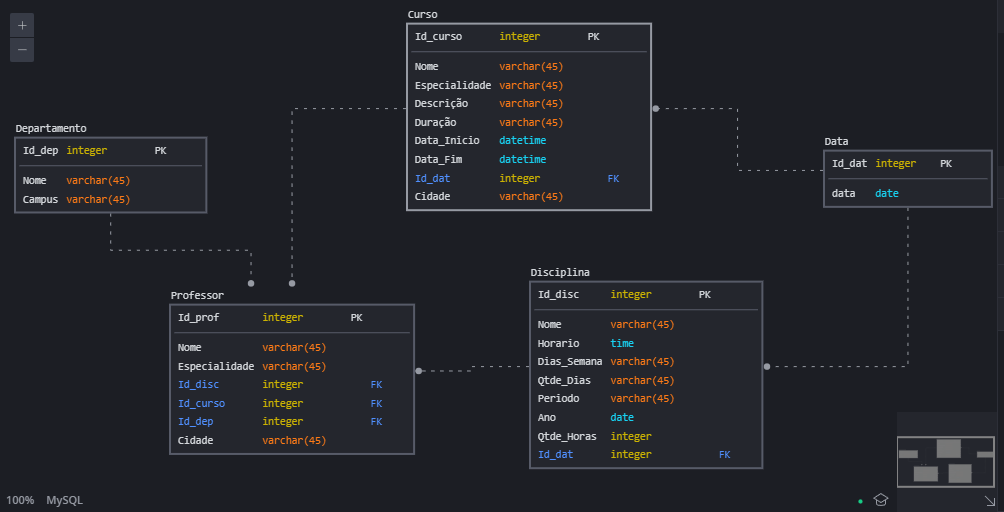 +
−
Curso
Id_curso integer PK
Nome varchar(45)
Especialidade varchar(45)
Descrição varchar(45)
Duração varchar(45)
Data_Inicio datetime
Data_Fim datetime
Id_dat integer FK
Cidade varchar(45)
Departamento
Id_dep integer PK
Nome varchar(45)
Campus varchar(45)
Data
Id_dat integer PK
data date
Professor
Id_prof integer PK
Nome varchar(45)
Especialidade varchar(45)
Id_disc integer FK
Id_curso integer FK
Id_dep integer FK
Cidade varchar(45)
Disciplina
Id_disc integer PK
Nome varchar(45)
Horario time
Dias_Semana varchar(45)
Qtde_Dias varchar(45)
Periodo varchar(45)
Ano date
Qtde_Horas integer
Id_dat integer FK
100% MySQL